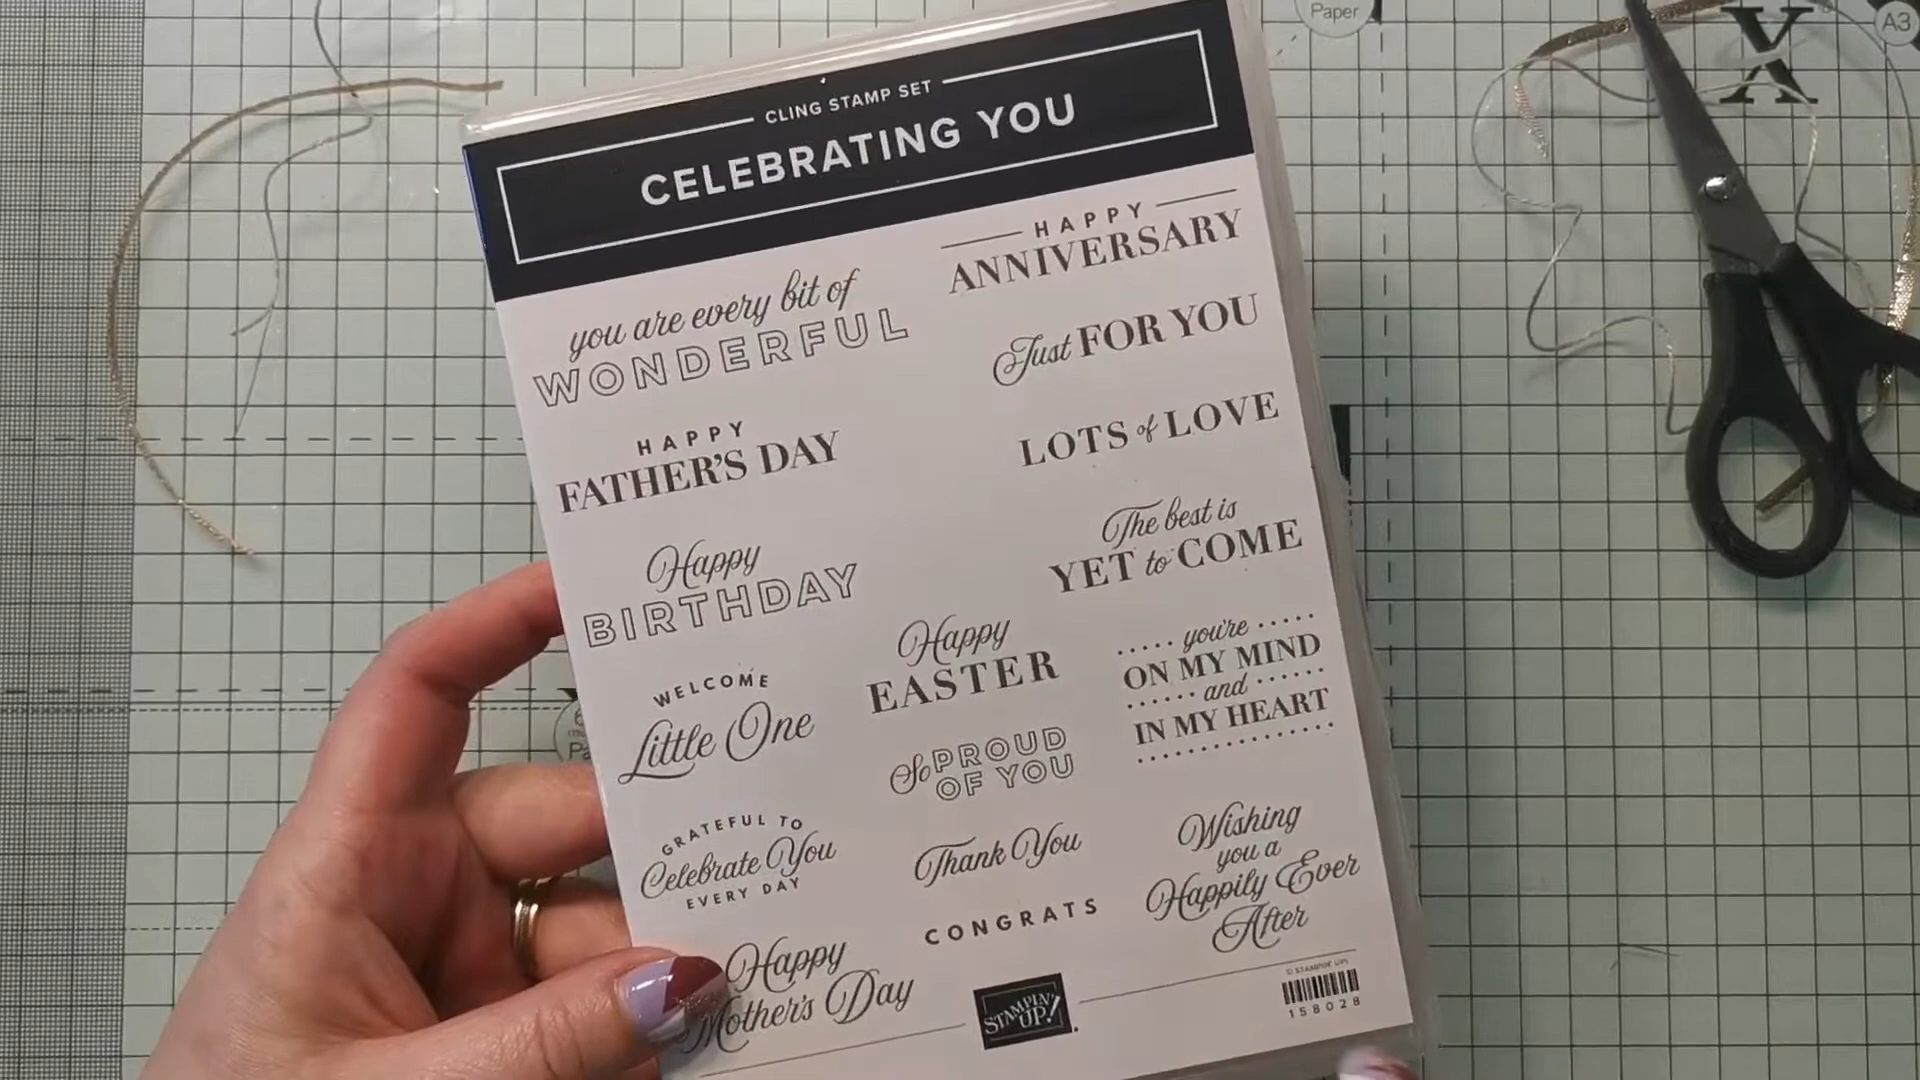 Paper
A3
X
CLING STAMP SET
CELEBRATING YOU
you are every bit of
WONDERFUL
HAPPY
ANNIVERSARY
Just FOR YOU
HAPPY
FATHER'S DAY
LOTS of LOVE
Happy
BIRTHDAY
The best is
YET to COME
WELCOME
Little One
Happy
EASTER
you're
ON MY MIND
and
IN MY HEART
So PROUD
OF YOU
GRATEFUL TO
Celebrate You
EVERY DAY
Thank You
CONGRATS
Wishing
you a
Happily Ever
After
Happy
Mother's Day
STAMPIN'
UP!
© STAMPIN' UP!
158028